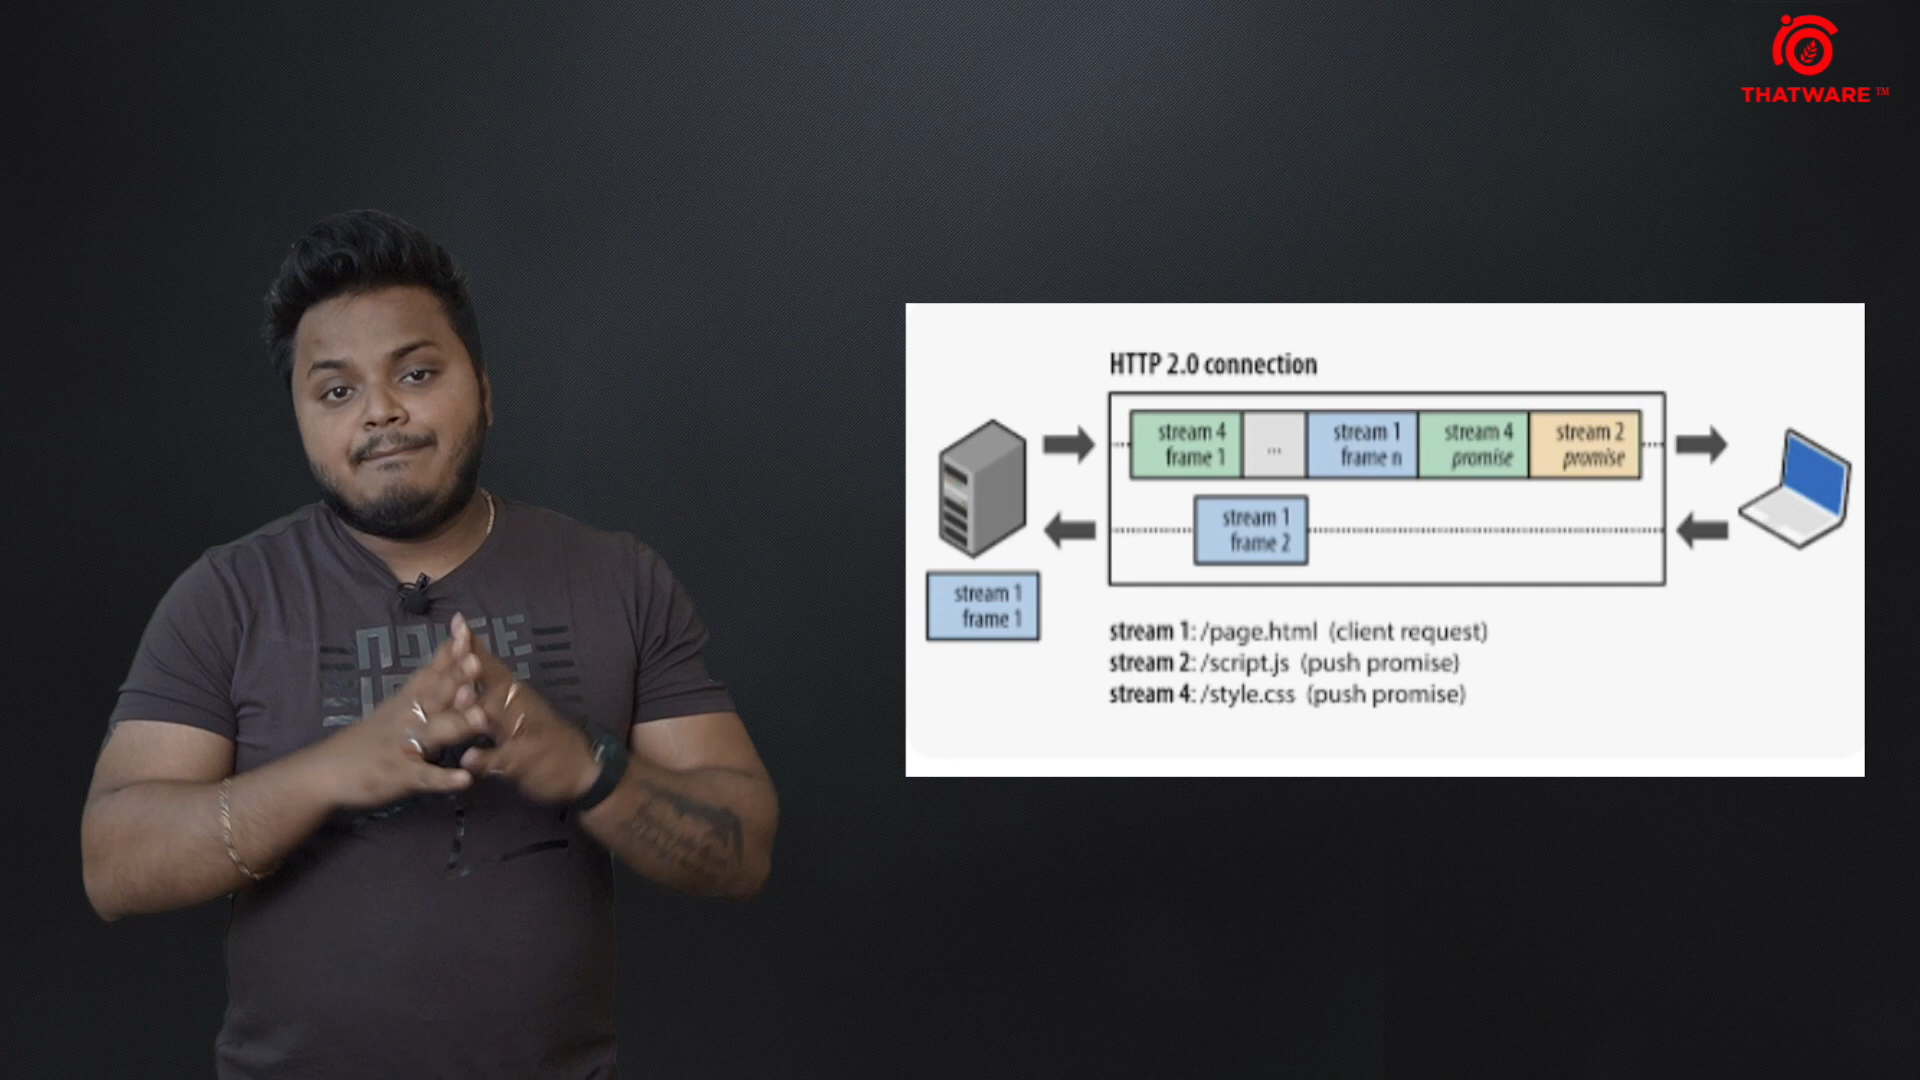 THATWARE™
HTTP 2.0 connection
stream 4
frame 1
...
stream 1
frame n
stream 4
promise
stream 2
promise
stream 1
frame 2
stream 1
frame 1
stream 1: /page.html (client request)
stream 2: /script.js (push promise)
stream 4: /style.css (push promise)